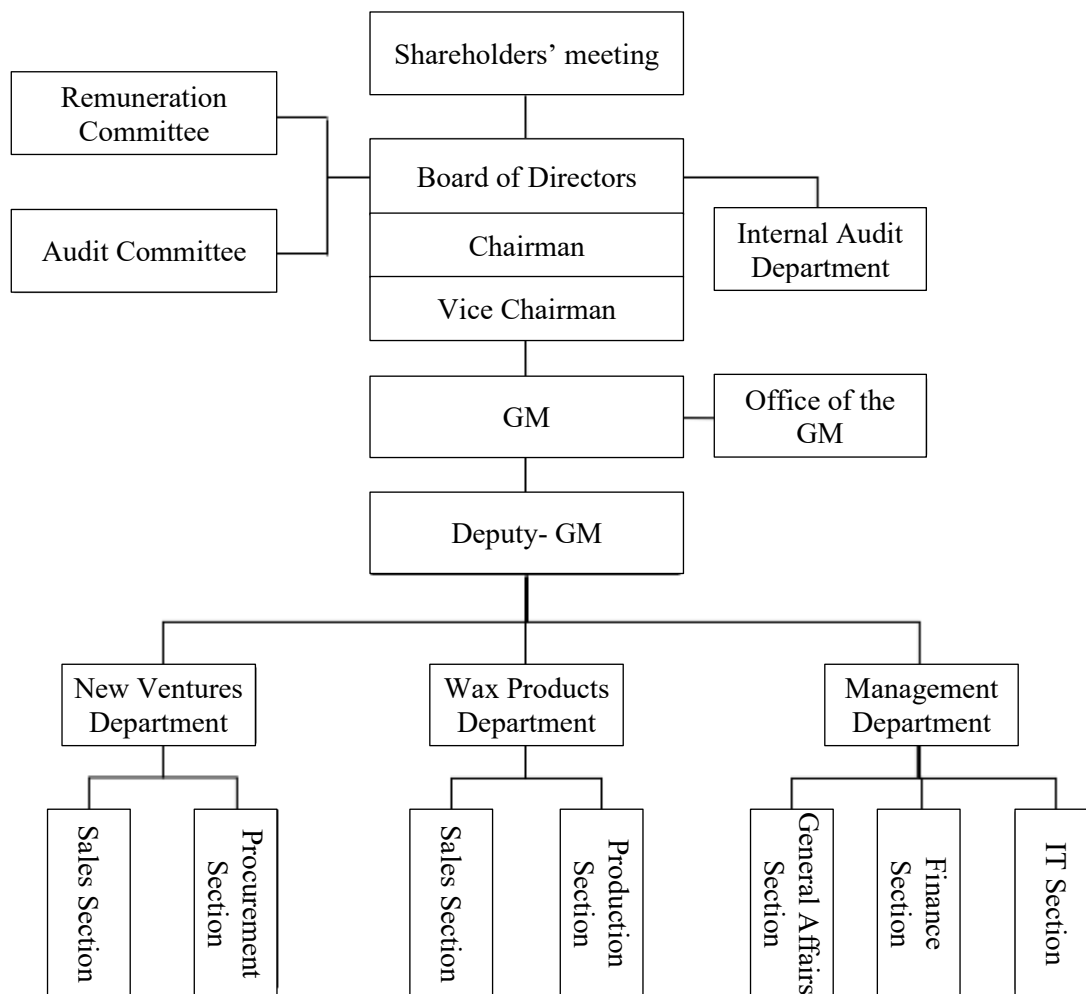 Shareholders’ meeting
Remuneration
Committee
Board of Directors
Audit Committee
Internal Audit
Department
Chairman
Vice Chairman
GM
Office of the
GM
Deputy- GM
New Ventures
Department
Wax Products
Department
Management
Department
Sales Section
Procurement
Section
Sales Section
Production
Section
General Affairs
Section
Finance
Section
IT Section